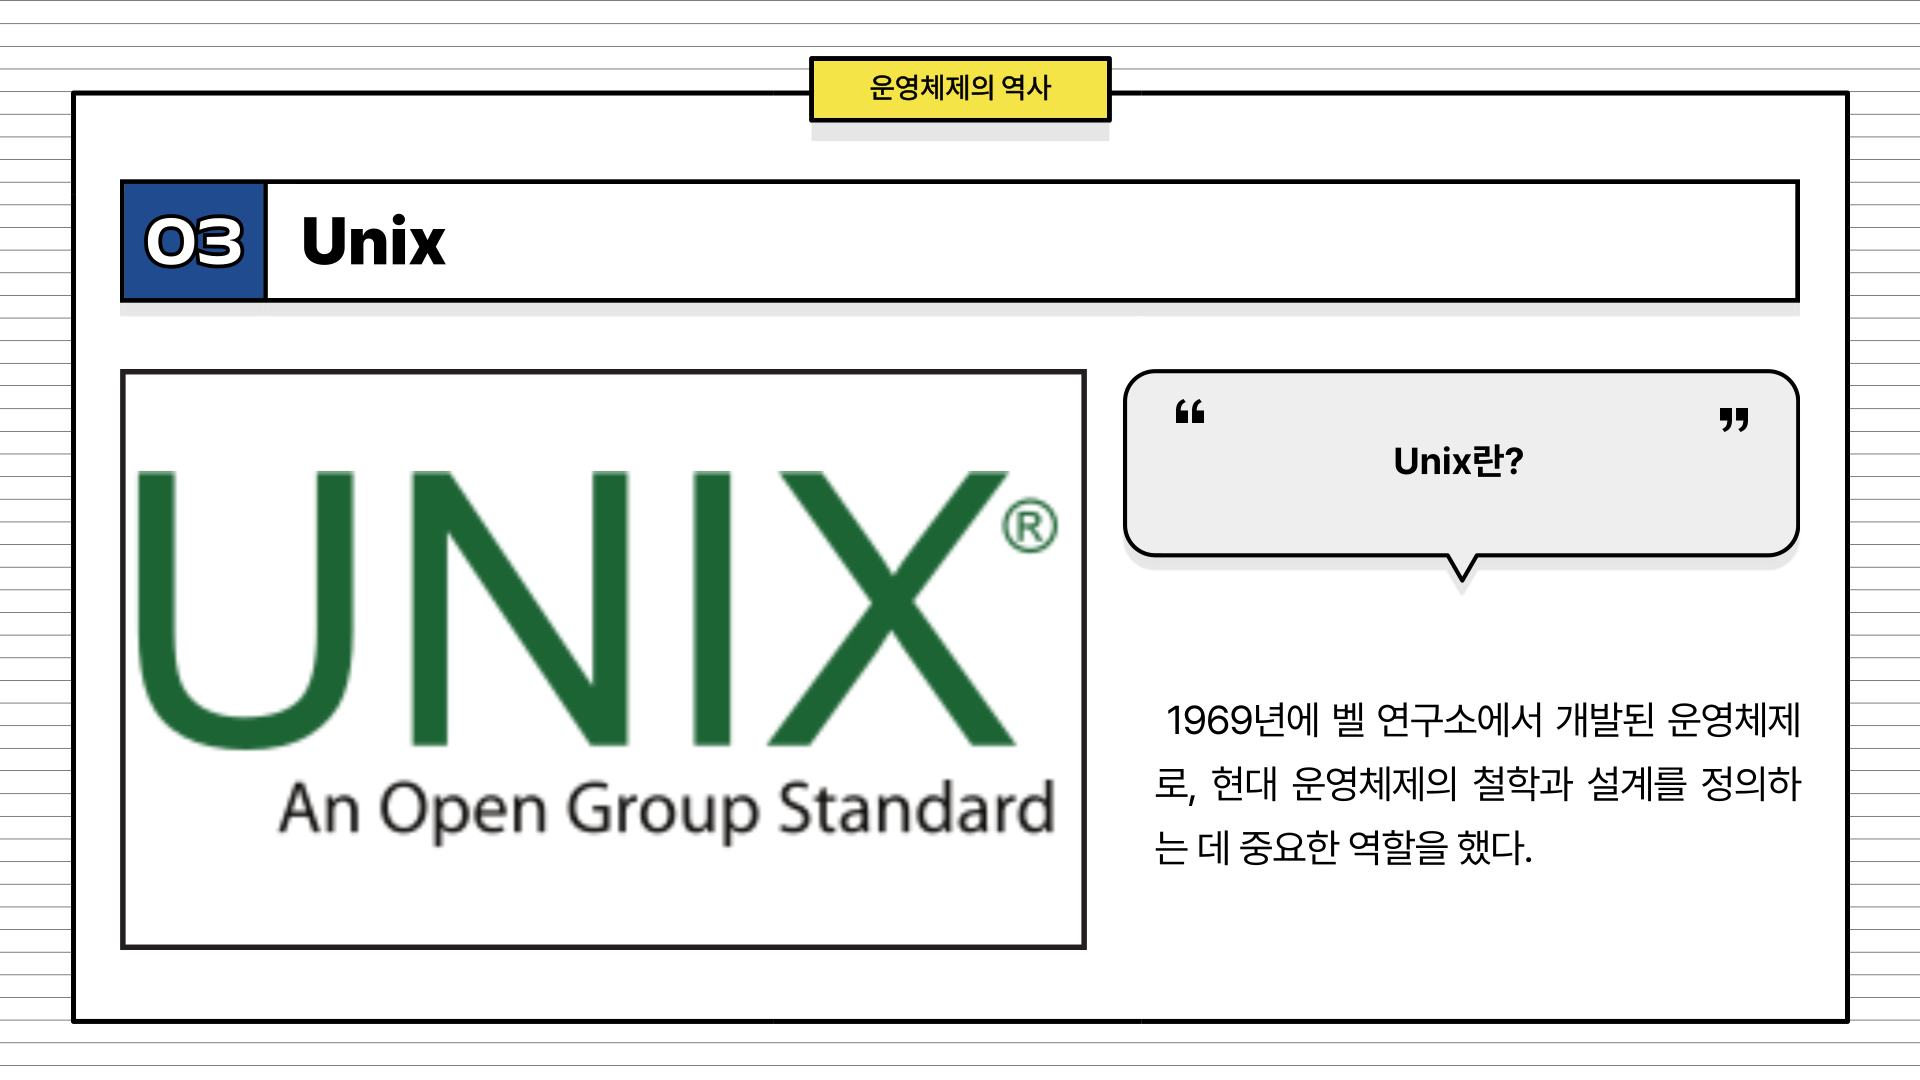 운영체제의 역사
03 Unix
UNIX®
An Open Group Standard
“ ”
Unix란?
1969년에 벨 연구소에서 개발된 운영체제
로, 현대 운영체제의 철학과 설계를 정의하
는 데 중요한 역할을 했다.